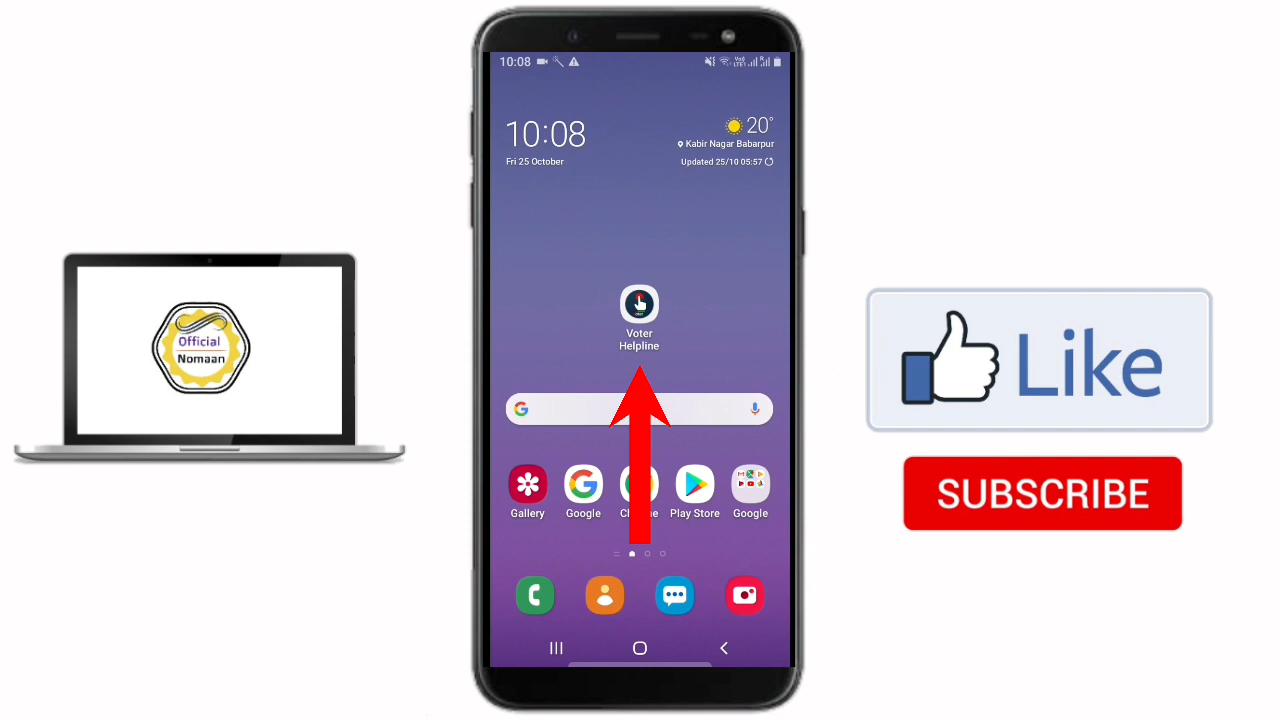 10:08
10:08
Fri 25 October
20°
Kabir Nagar Babarpur
Updated 25/10 05:57
Official
Nomaan
Voter
Helpline
Like
SUBSCRIBE
Gallery
Google
Play Store
Google